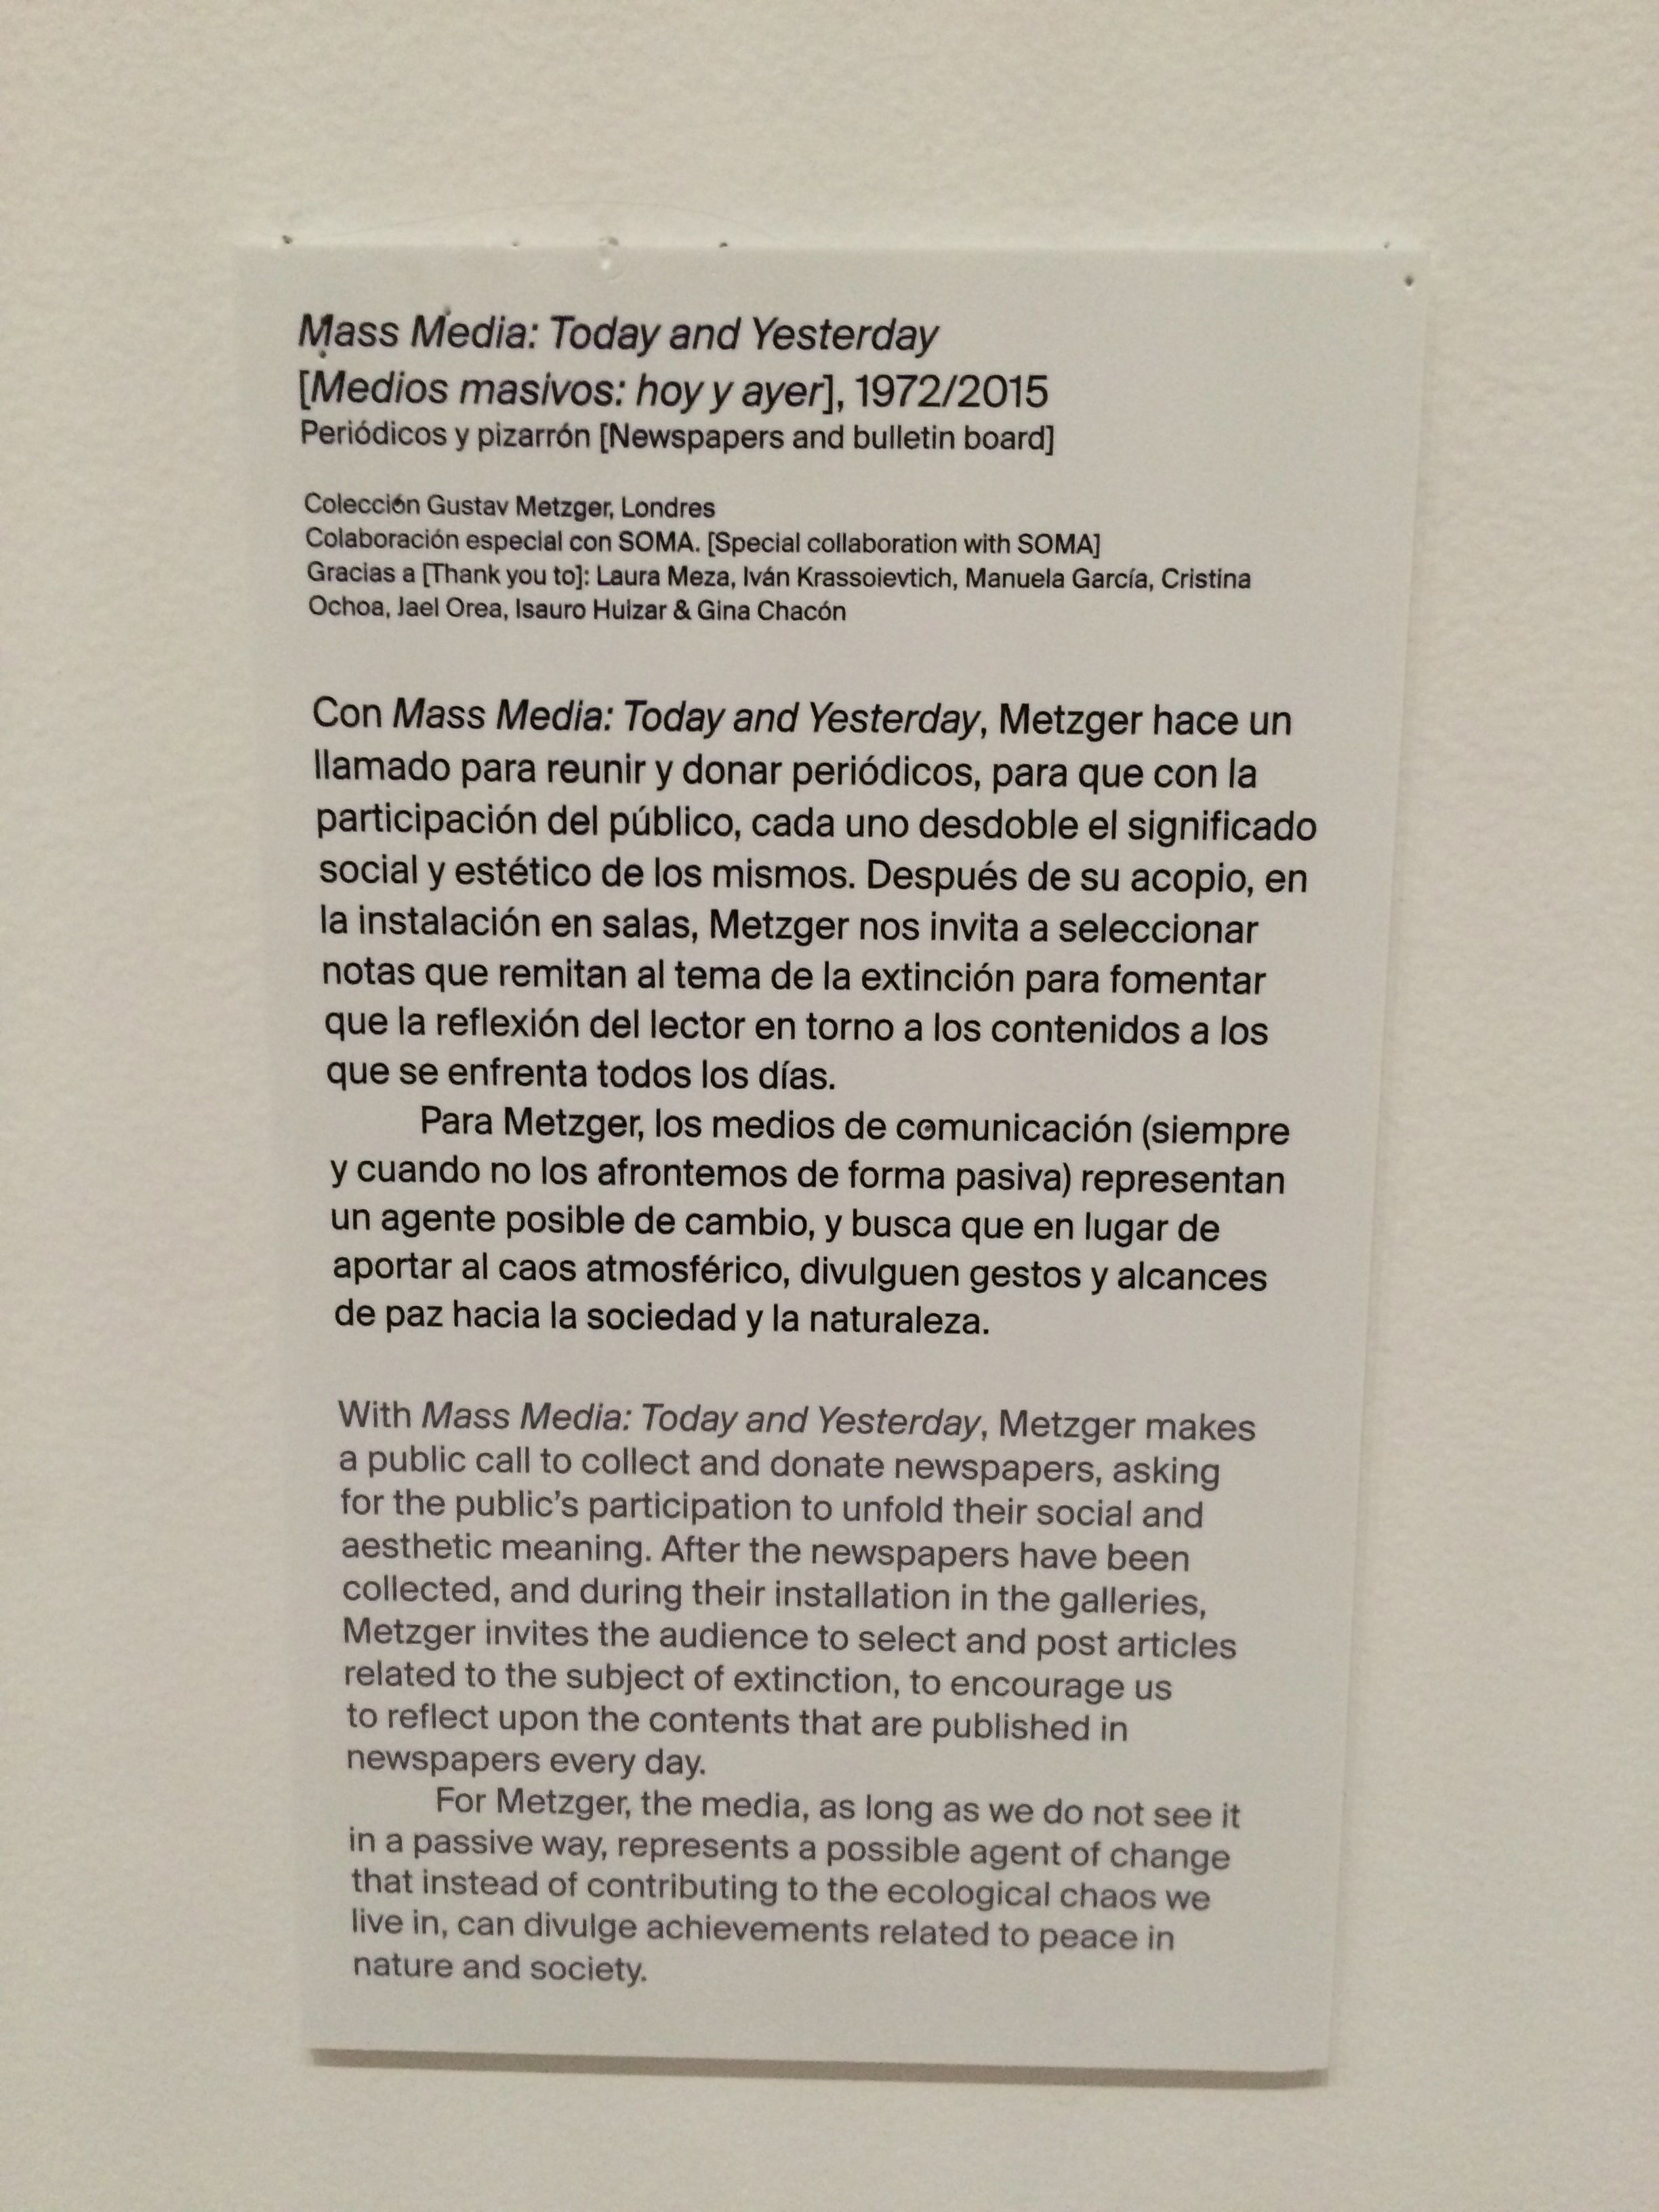 Mass Media: Today and Yesterday
[Medios masivos: hoy y ayer], 1972/2015
Periódicos y pizarrón [Newspapers and bulletin board]
Colección Gustav Metzger, Londres
Colaboración especial con SOMA. [Special collaboration with SOMA]
Gracias a [Thank you to]: Laura Meza, Iván Krassoievtich, Manuela García, Cristina
Ochoa, Jael Orea, Isauro Huizar & Gina Chacón
Con Mass Media: Today and Yesterday, Metzger hace un
llamado para reunir y donar periódicos, para que con la
participación del público, cada uno desdoble el significado
social y estético de los mismos. Después de su acopio, en
la instalación en salas, Metzger nos invita a seleccionar
notas que remitan al tema de la extinción para fomentar
que la reflexión del lector en torno a los contenidos a los
que se enfrenta todos los días.
Para Metzger, los medios de comunicación (siempre
y cuando no los afrontemos de forma pasiva) representan
un agente posible de cambio, y busca que en lugar de
aportar al caos atmosférico, divulguen gestos y alcances
de paz hacia la sociedad y la naturaleza.
With Mass Media: Today and Yesterday, Metzger makes
a public call to collect and donate newspapers, asking
for the public's participation to unfold their social and
aesthetic meaning. After the newspapers have been
collected, and during their installation in the galleries,
Metzger invites the audience to select and post articles
related to the subject of extinction, to encourage us
to reflect upon the contents that are published in
newspapers every day.
For Metzger, the media, as long as we do not see it
in a passive way, represents a possible agent of change
that instead of contributing to the ecological chaos we
live in, can divulge achievements related to peace in
nature and society.